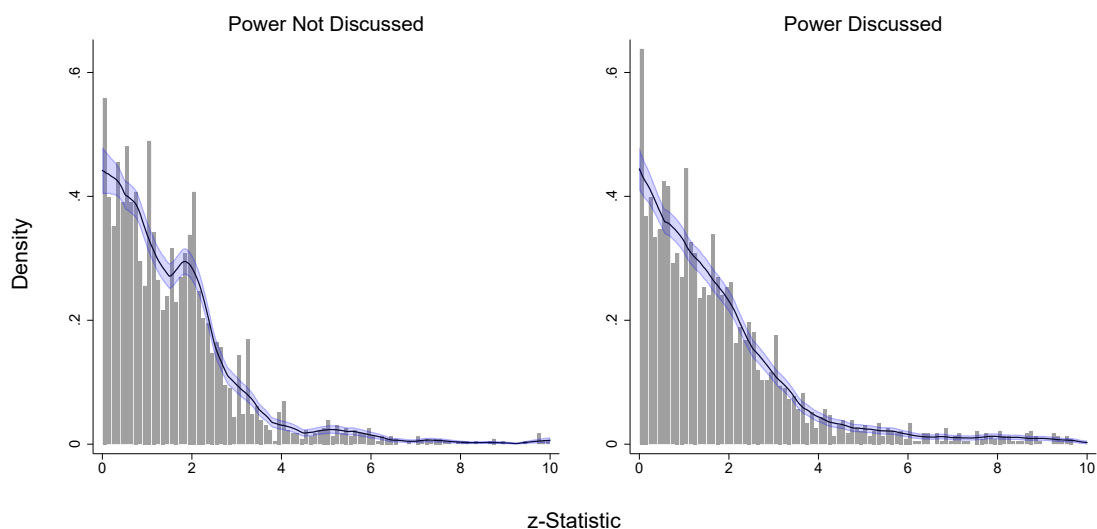 Power Not Discussed
Power Discussed
Density
.6
.4
.2
0
0 2 4 6 8 10
.6
.4
.2
0
0 2 4 6 8 10
z-Statistic